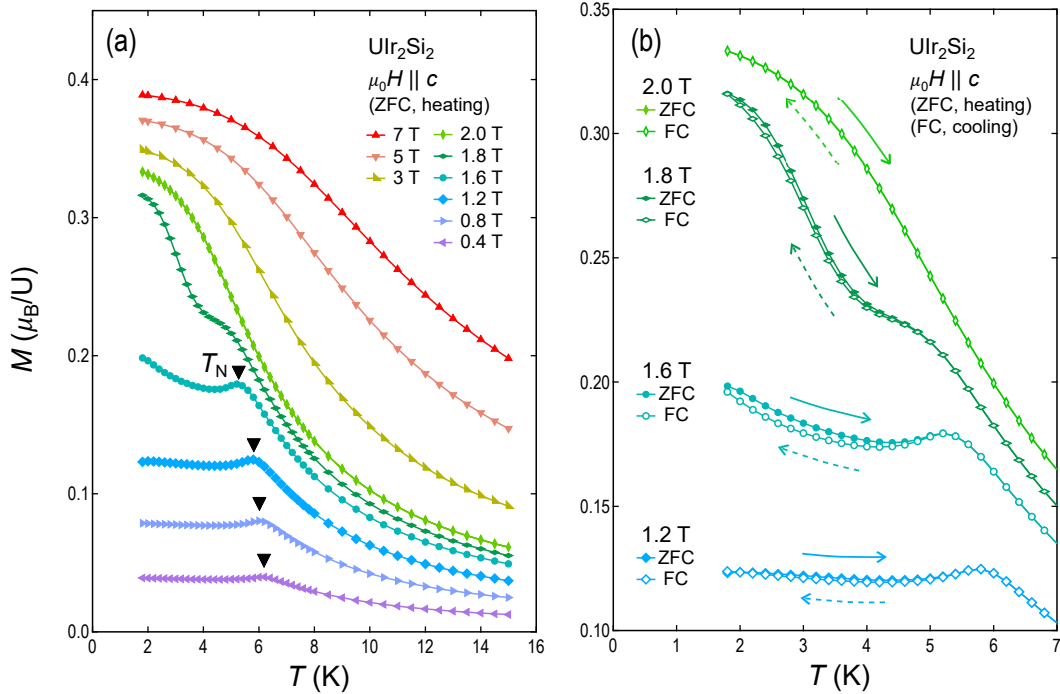 (a)
UIr₂Si₂
μ₀H || c
(ZFC, heating)
7 T
5 T
3 T
2.0 T
1.8 T
1.6 T
1.2 T
0.8 T
0.4 T
T_N
M (μ_B/U)
0.4
0.3
0.2
0.1
0.0
0 2 4 6 8 10 12 14 16
T (K)
(b)
UIr₂Si₂
μ₀H || c
(ZFC, heating)
(FC, cooling)
2.0 T
ZFC
FC
1.8 T
ZFC
FC
1.6 T
ZFC
FC
1.2 T
ZFC
FC
0.35
0.30
0.25
0.20
0.15
0.10
0 1 2 3 4 5 6 7
T (K)